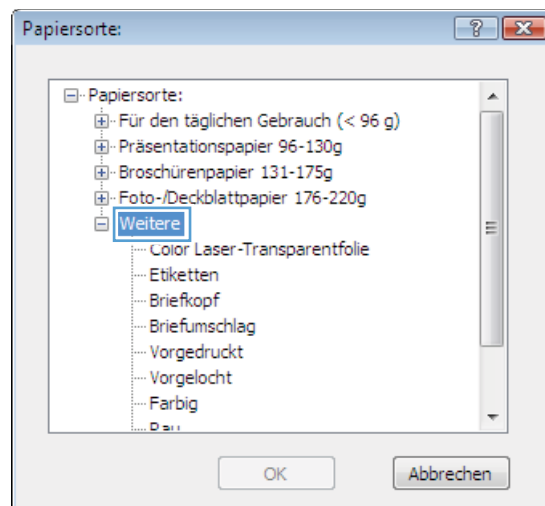 Papiersorte:
?
Papiersorte:
Für den täglichen Gebrauch (< 96 g)
Präsentationspapier 96-130g
Broschürenpapier 131-175g
Foto-/Deckblattpapier 176-220g
Weitere
Color Laser-Transparentfolie
Etiketten
Briefkopf
Briefumschlag
Vorgedruckt
Vorgelocht
Farbig
OK
Abbrechen